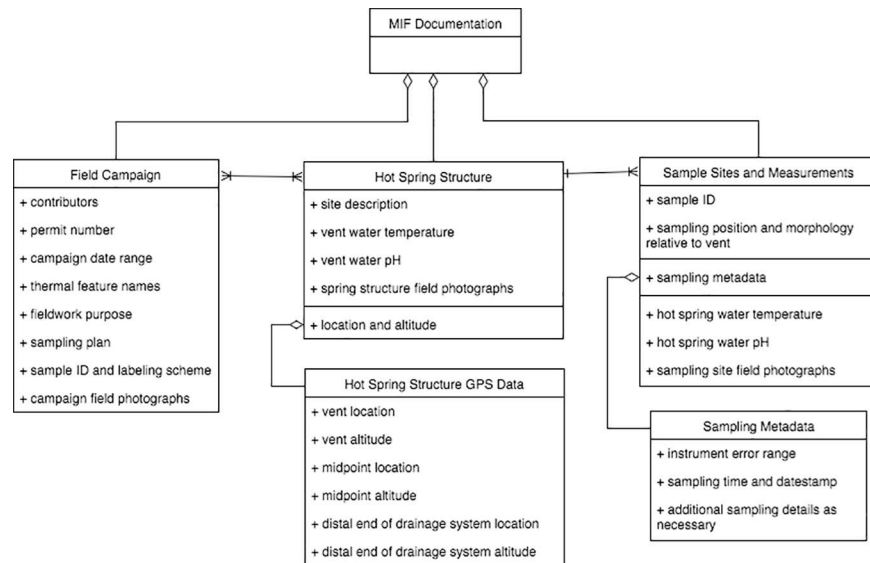 MIF Documentation
Field Campaign
+ contributors
+ permit number
+ campaign date range
+ thermal feature names
+ fieldwork purpose
+ sampling plan
+ sample ID and labeling scheme
+ campaign field photographs
Hot Spring Structure
+ site description
+ vent water temperature
+ vent water pH
+ spring structure field photographs
+ location and altitude
Hot Spring Structure GPS Data
+ vent location
+ vent altitude
+ midpoint location
+ midpoint altitude
+ distal end of drainage system location
+ distal end of drainage system altitude
Sample Sites and Measurements
+ sample ID
+ sampling position and morphology
relative to vent
+ sampling metadata
+ hot spring water temperature
+ hot spring water pH
+ sampling site field photographs
Sampling Metadata
+ instrument error range
+ sampling time and datestamp
+ additional sampling details as
necessary